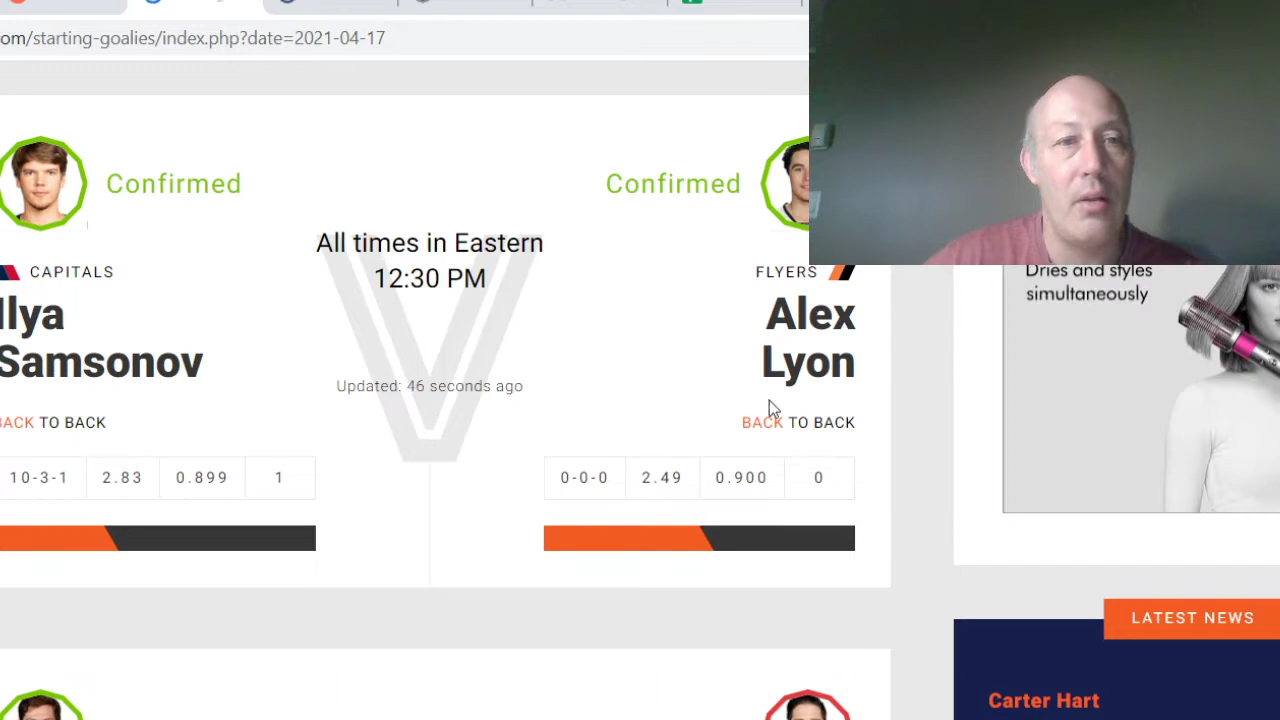 om/starting-goalies/index.php?date=2021-04-17
Confirmed
Confirmed
All times in Eastern
12:30 PM
CAPITALS
FLYERS
Ilya
Samsonov
Alex
Lyon
Updated: 46 seconds ago
BACK TO BACK
BACK TO BACK
10-3-1 2.83 0.899 1
0-0-0 2.49 0.900 0
Dries and styles
simultaneously
LATEST NEWS
Carter Hart